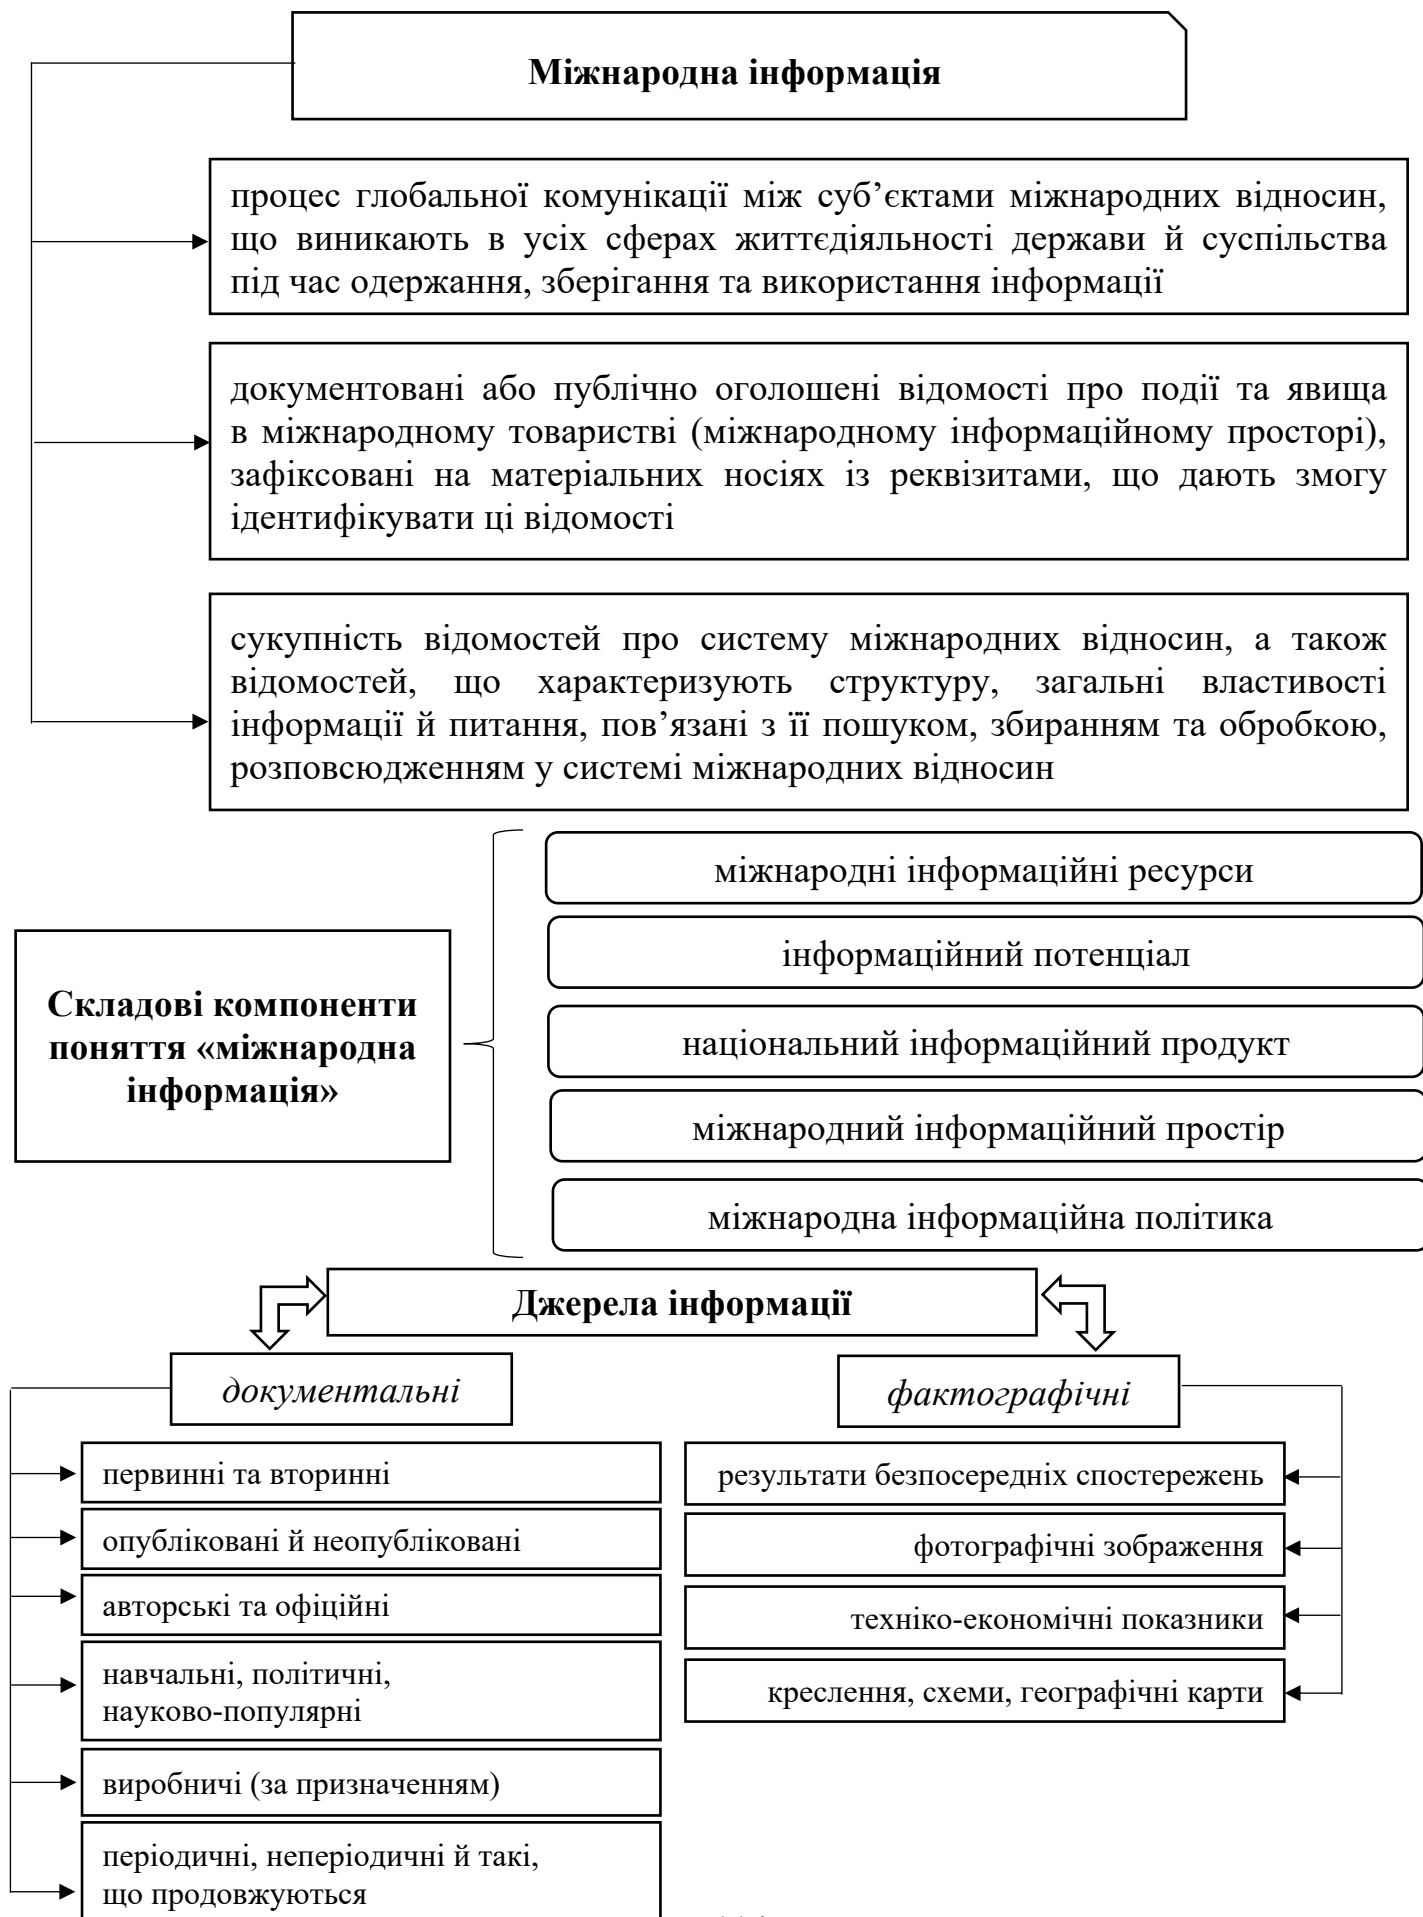 Міжнародна інформація
процес глобальної комунікації між суб’єктами міжнародних відносин,
що виникають в усіх сферах життєдіяльності держави й суспільства
під час одержання, зберігання та використання інформації
документовані або публічно оголошені відомості про події та явища
в міжнародному товаристві (міжнародному інформаційному просторі),
зафіксовані на матеріальних носіях із реквізитами, що дають змогу
ідентифікувати ці відомості
сукупність відомостей про систему міжнародних відносин, а також
відомостей, що характеризують структуру, загальні властивості
інформації й питання, пов’язані з її пошуком, збиранням та обробкою,
розповсюдженням у системі міжнародних відносин
Складові компоненти
поняття «міжнародна
інформація»
міжнародні інформаційні ресурси
інформаційний потенціал
національний інформаційний продукт
міжнародний інформаційний простір
міжнародна інформаційна політика
Джерела інформації
документальні
первинні та вторинні
опубліковані й неопубліковані
авторські та офіційні
навчальні, політичні,
науково-популярні
виробничі (за призначенням)
періодичні, неперіодичні й такі,
що продовжуються
фактографічні
результати безпосередніх спостережень
фотографічні зображення
техніко-економічні показники
креслення, схеми, географічні карти